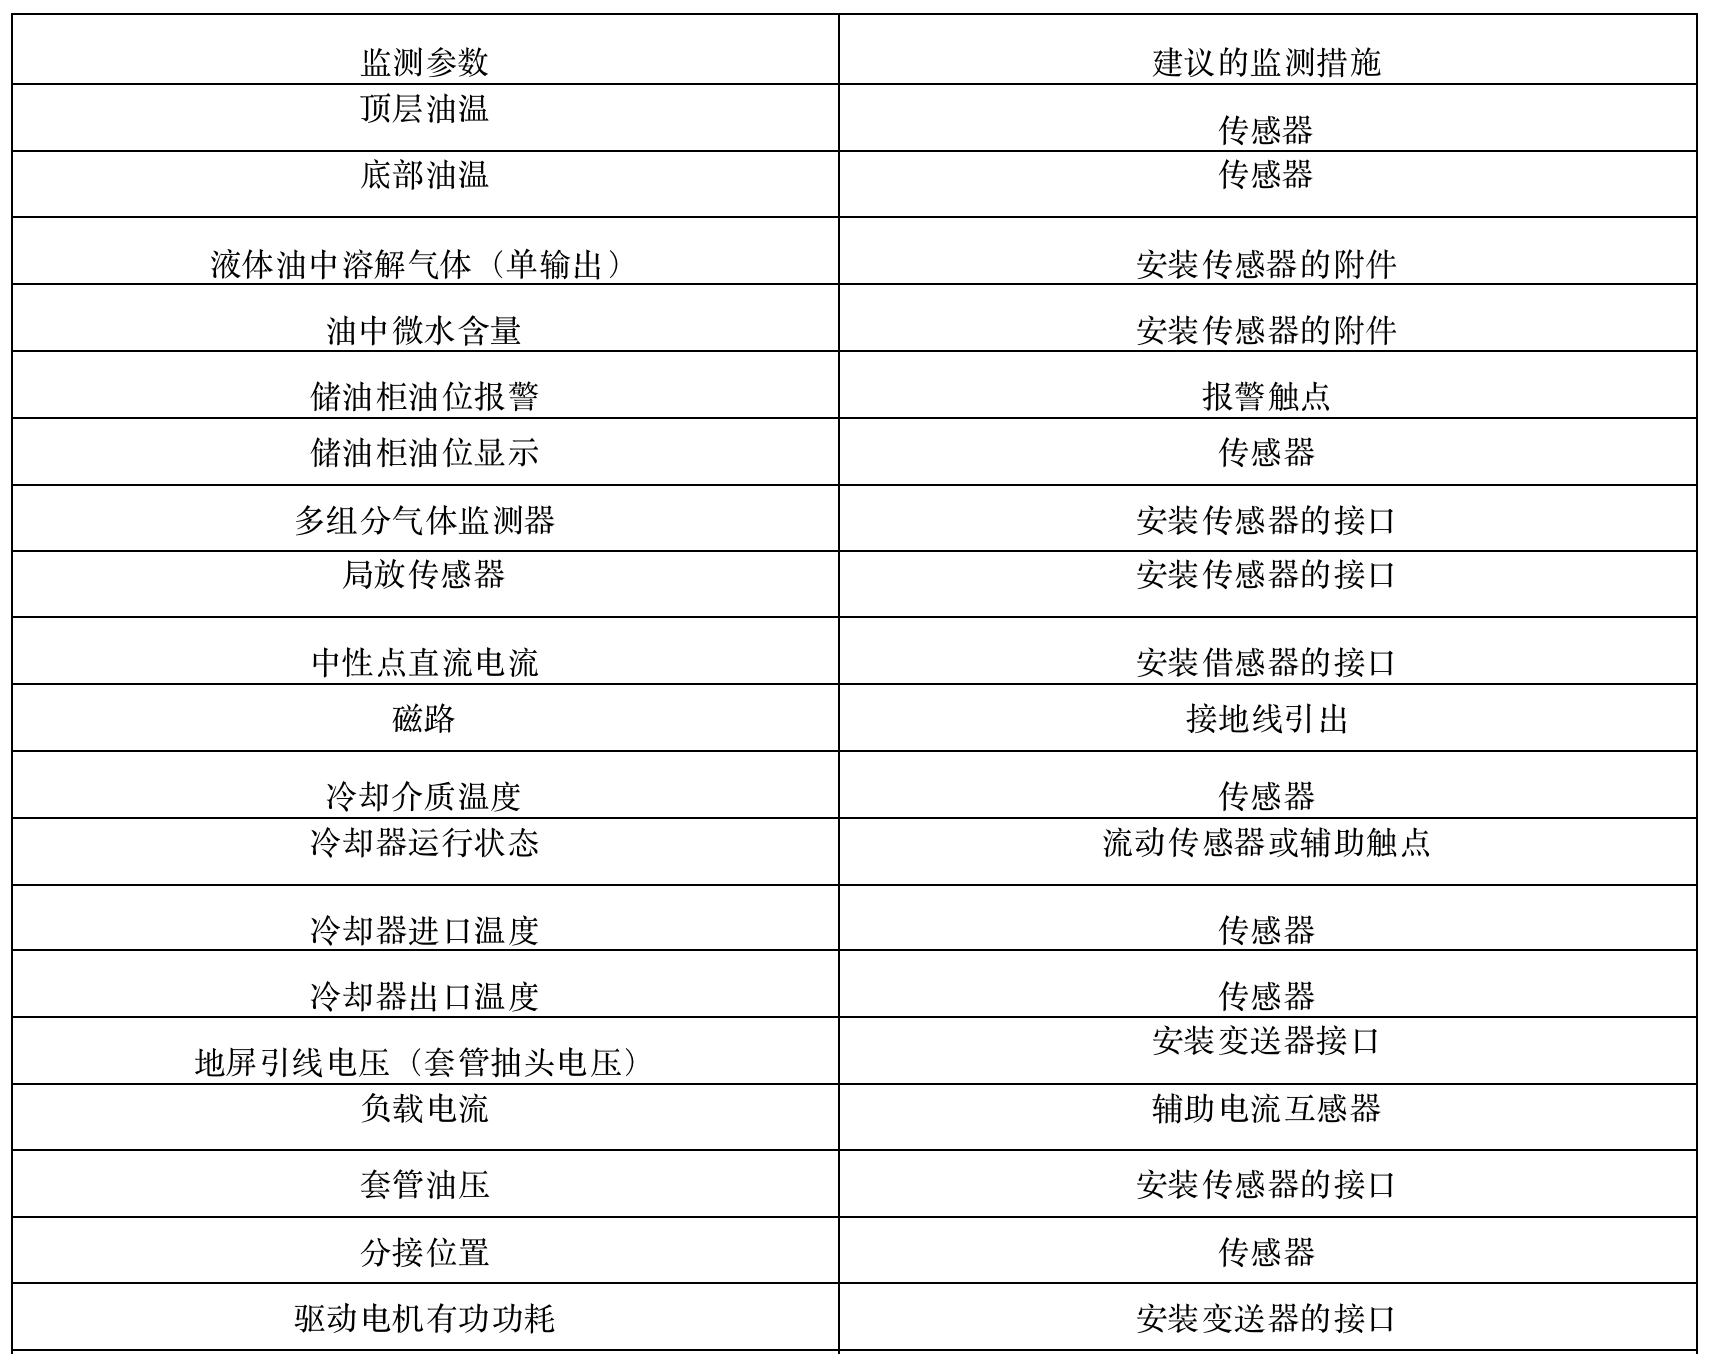 监测参数 建议的监测措施
顶层油温 传感器
底部油温 传感器
液体油中溶解气体（单输出） 安装传感器的附件
油中微水含量 安装传感器的附件
储油柜油位报警 报警触点
储油柜油位显示 传感器
多组分气体监测器 安装传感器的接口
局放传感器 安装传感器的接口
中性点直流电流 安装借感器的接口
磁路 接地线引出
冷却介质温度 传感器
冷却器运行状态 流动传感器或辅助触点
冷却器进口温度 传感器
冷却器出口温度 传感器
地屏引线电压（套管抽头电压） 安装变送器接口
负载电流 辅助电流互感器
套管油压 安装传感器的接口
分接位置 传感器
驱动电机有功功耗 安装变送器的接口